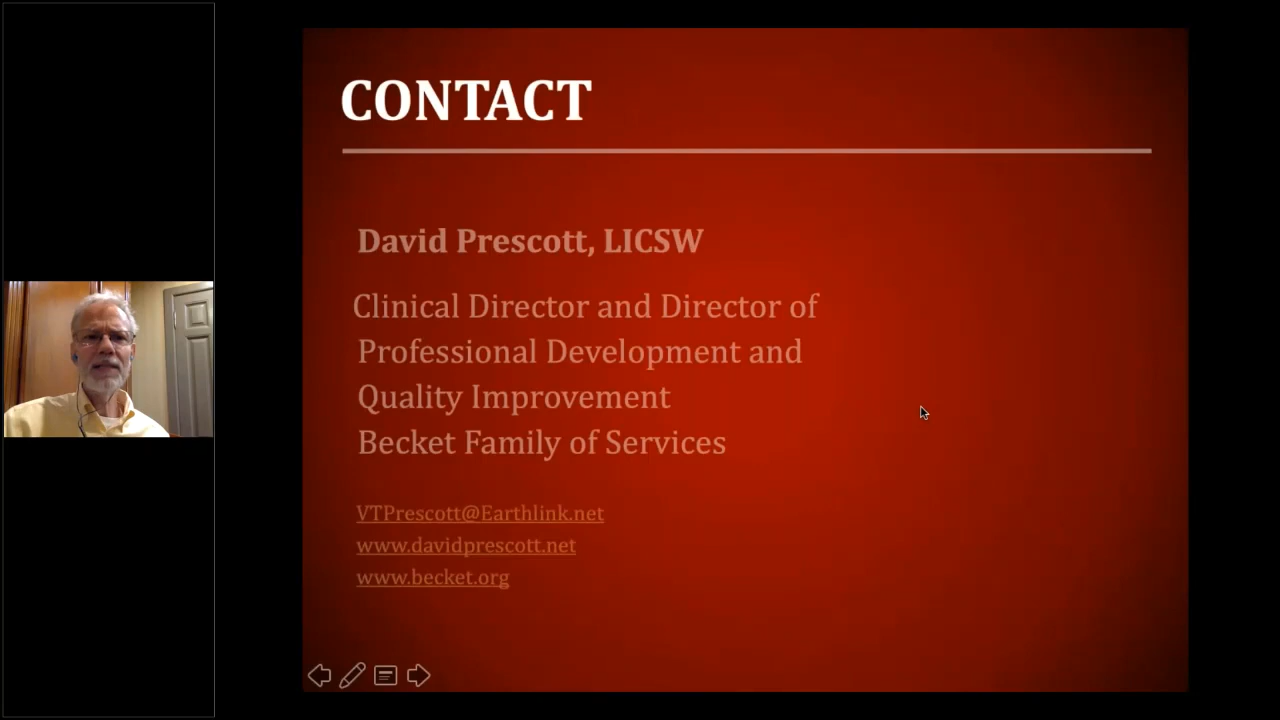 CONTACT
David Prescott, LICSW
Clinical Director and Director of
Professional Development and
Quality Improvement
Becket Family of Services
VTPrescott@Earthlink.net
www.davidprescott.net
www.becket.org